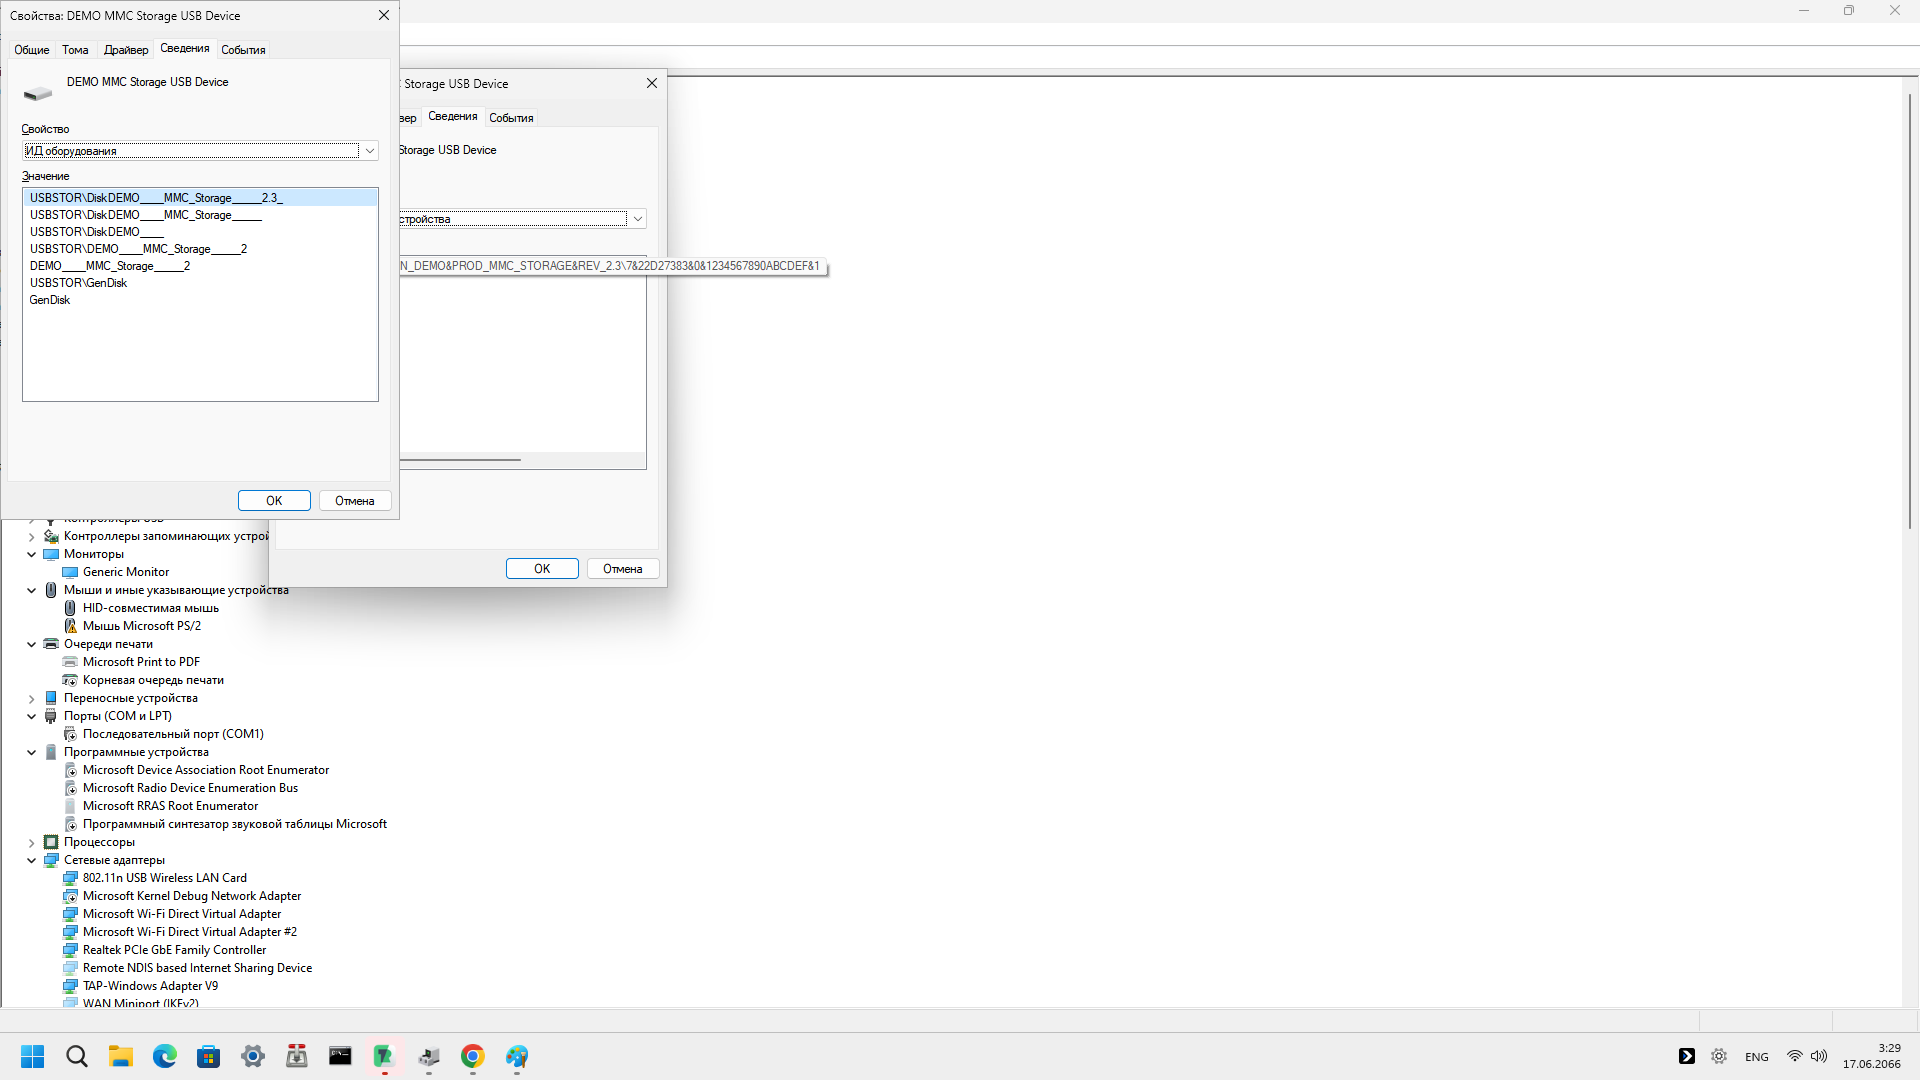 Свойства: DEMO MMC Storage USB Device
Общие Тома Драйвер Сведения События
DEMO MMC Storage USB Device
Свойство
ИД оборудования
Значение
USBSTOR\DiskDEMO____MMC_Storage_____2.3_
USBSTOR\DiskDEMO____MMC_Storage_____
USBSTOR\DiskDEMO____
USBSTOR\DEMO____MMC_Storage_____2
DEMO____MMC_Storage_____2
USBSTOR\GenDisk
GenDisk
OK Отмена
Storage USB Device
Сведения События
Storage USB Device
стройства
N_DEMO&PROD_MMC_STORAGE&REV_2.3\7&22D27383&0&1234567890ABCDEF&1
OK Отмена
Контроллеры USB
Контроллеры запоминающих устрой
Мониторы
Generic Monitor
Мыши и иные указывающие устройства
HID-совместимая мышь
Мышь Microsoft PS/2
Очереди печати
Microsoft Print to PDF
Корневая очередь печати
Переносные устройства
Порты (COM и LPT)
Последовательный порт (COM1)
Программные устройства
Microsoft Device Association Root Enumerator
Microsoft Radio Device Enumeration Bus
Microsoft RRAS Root Enumerator
Программный синтезатор звуковой таблицы Microsoft
Процессоры
Сетевые адаптеры
802.11n USB Wireless LAN Card
Microsoft Kernel Debug Network Adapter
Microsoft Wi-Fi Direct Virtual Adapter
Microsoft Wi-Fi Direct Virtual Adapter #2
Realtek PCIe GbE Family Controller
Remote NDIS based Internet Sharing Device
TAP-Windows Adapter V9
WAN Miniport (IKEv2)
ENG
3:29
17.06.2066